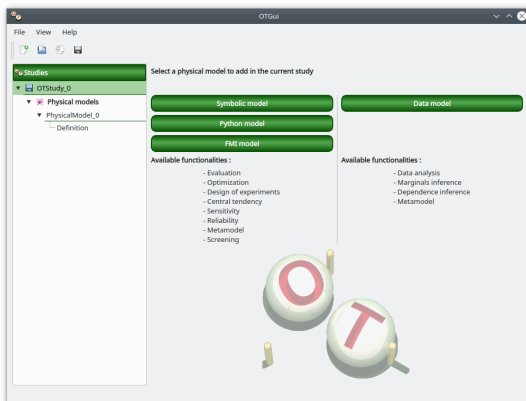 OTGui
File View Help
Studies
OTStudy_0
Physical models
PhysicalModel_0
Definition
Select a physical model to add in the current study
Symbolic model
Python model
FMI model
Available functionalities :
- Evaluation
- Optimization
- Design of experiments
- Central tendency
- Sensitivity
- Reliability
- Metamodel
- Screening
Data model
Available functionalities :
- Data analysis
- Marginals inference
- Dependence inference
- Metamodel
O
T